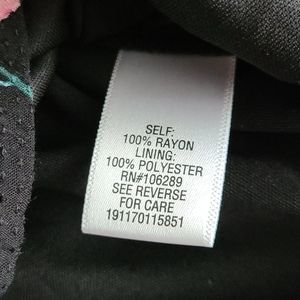 SELF:
100% RAYON
LINING:
100% POLYESTER
RN#106289
SEE REVERSE
FOR CARE
191170115851